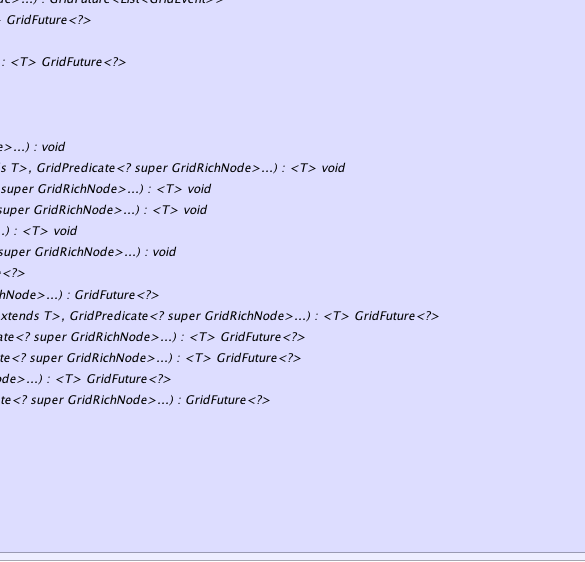 de>...) : GridFuture<List<GridEvent>>
GridFuture<?>
: <T> GridFuture<?>
e>...) : void
s T>, GridPredicate<? super GridRichNode>...) : <T> void
super GridRichNode>...) : <T> void
super GridRichNode>...) : <T> void
.) : <T> void
super GridRichNode>...) : void
e<?>
hNode>...) : GridFuture<?>
xtends T>, GridPredicate<? super GridRichNode>...) : <T> GridFuture<?>
ate<? super GridRichNode>...) : <T> GridFuture<?>
te<? super GridRichNode>...) : <T> GridFuture<?>
ode>...) : <T> GridFuture<?>
te<? super GridRichNode>...) : GridFuture<?>